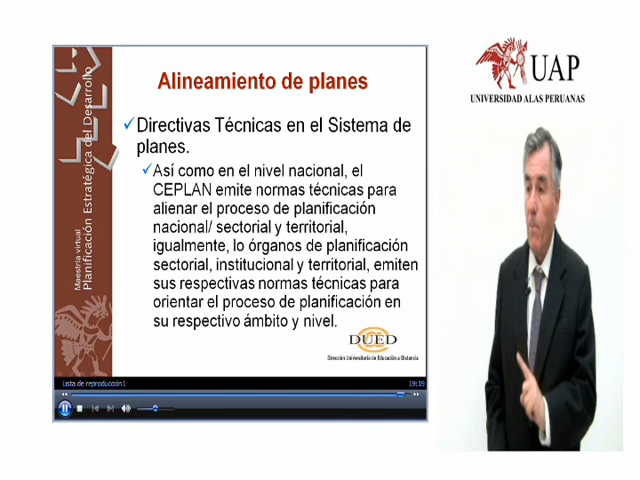 Alineamiento de planes
Directivas Técnicas en el Sistema de
planes.
Así como en el nivel nacional, el
CEPLAN emite normas técnicas para
alienar el proceso de planificación
nacional/ sectorial y territorial,
igualmente, lo órganos de planificación
sectorial, institucional y territorial, emiten
sus respectivas normas técnicas para
orientar el proceso de planificación en
su respectivo ámbito y nivel.
Maestría virtual
Planificación Estratégica del Desarrollo
DUED
Dirección Universitaria de Educación a Distancia
Lista de reproducción1
19:19
UAP
UNIVERSIDAD ALAS PERUANAS